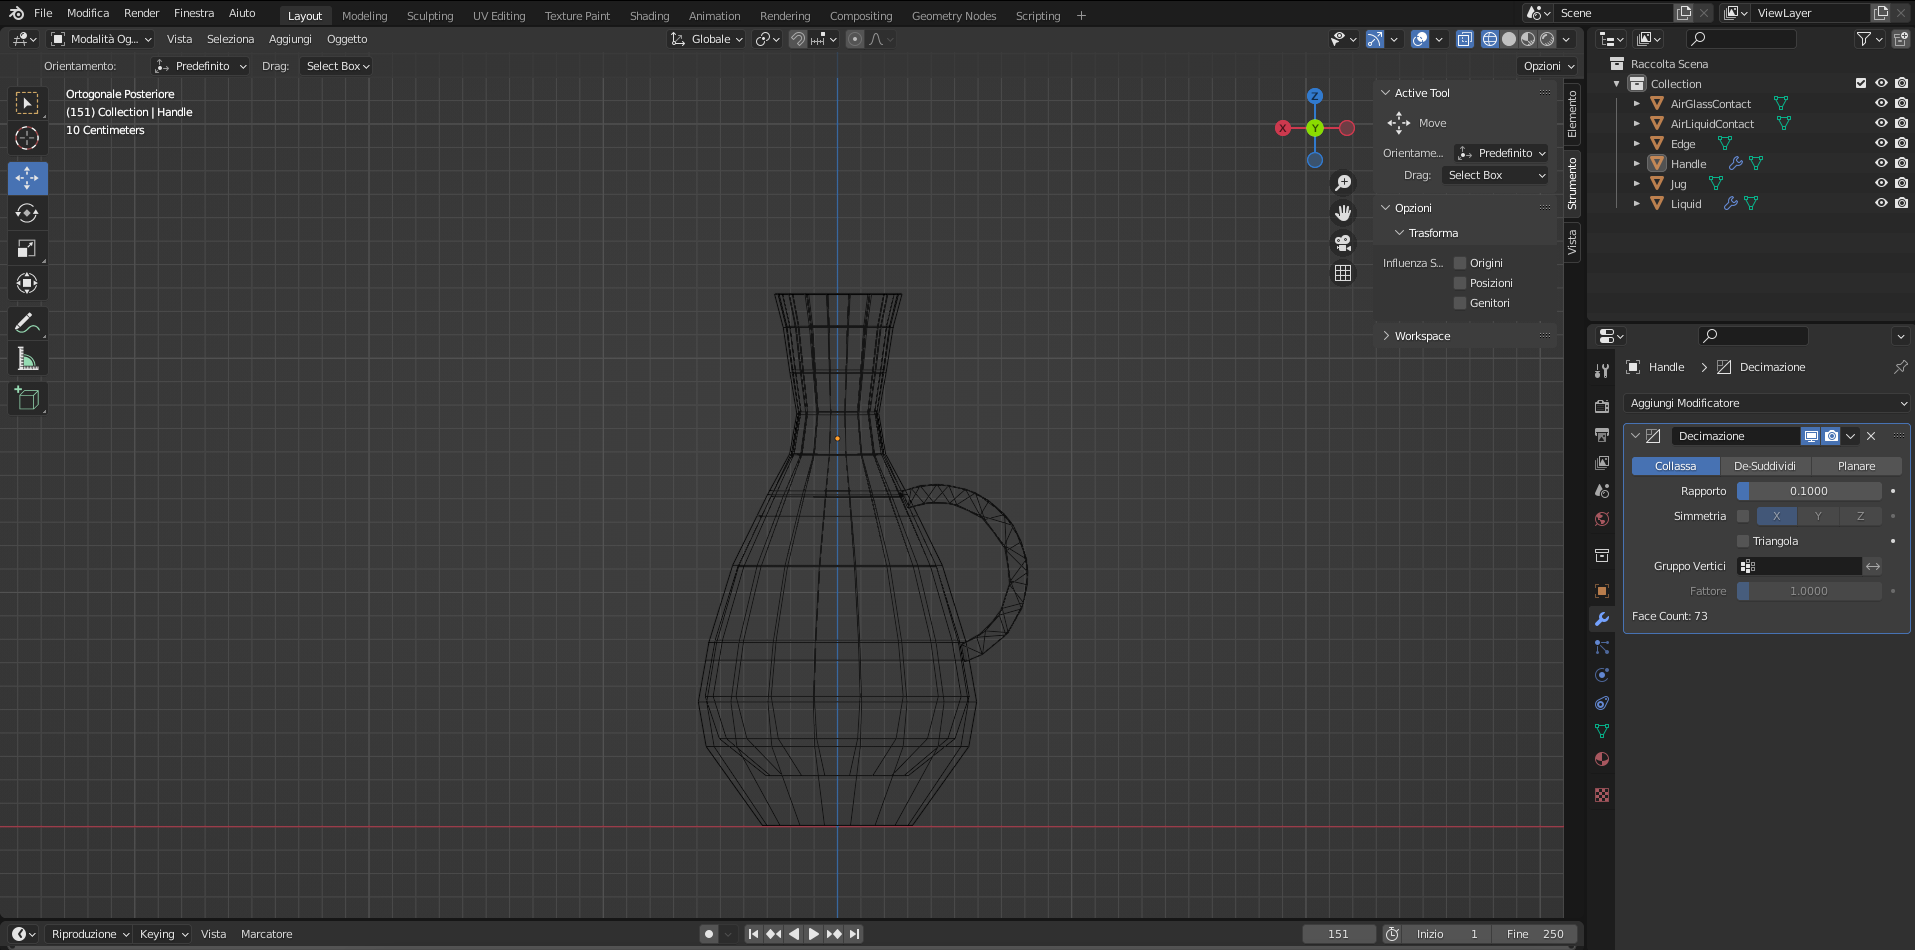 File Modifica Render Finestra Aiuto Layout Modeling Sculpting UV Editing Texture Paint Shading Animation Rendering Compositing Geometry Nodes Scripting + Scene ViewLayer
Modalità Og... Vista Seleziona Aggiungi Oggetto Globale
Orientamento: Predefinito Drag: Select Box Opzioni
Ortogonale Posteriore
(151) Collection | Handle
10 Centimeters
Z
X Y
Active Tool
Move
Orientame... Predefinito
Drag: Select Box
Opzioni
Trasforma
Influenza S... Origini
Posizioni
Genitori
Workspace
Elemento
Strumento
Vista
Raccolta Scena
Collection
AirGlassContact
AirLiquidContact
Edge
Handle
Jug
Liquid
Handle Decimazione
Aggiungi Modificatore
Decimazione
Collassa De-Suddividi Planare
Rapporto 0.1000
Simmetria X Y Z
Triangola
Gruppo Vertici
Fattore 1.0000
Face Count: 73
Riproduzione Keying Vista Marcatore 151 Inizio 1 Fine 250